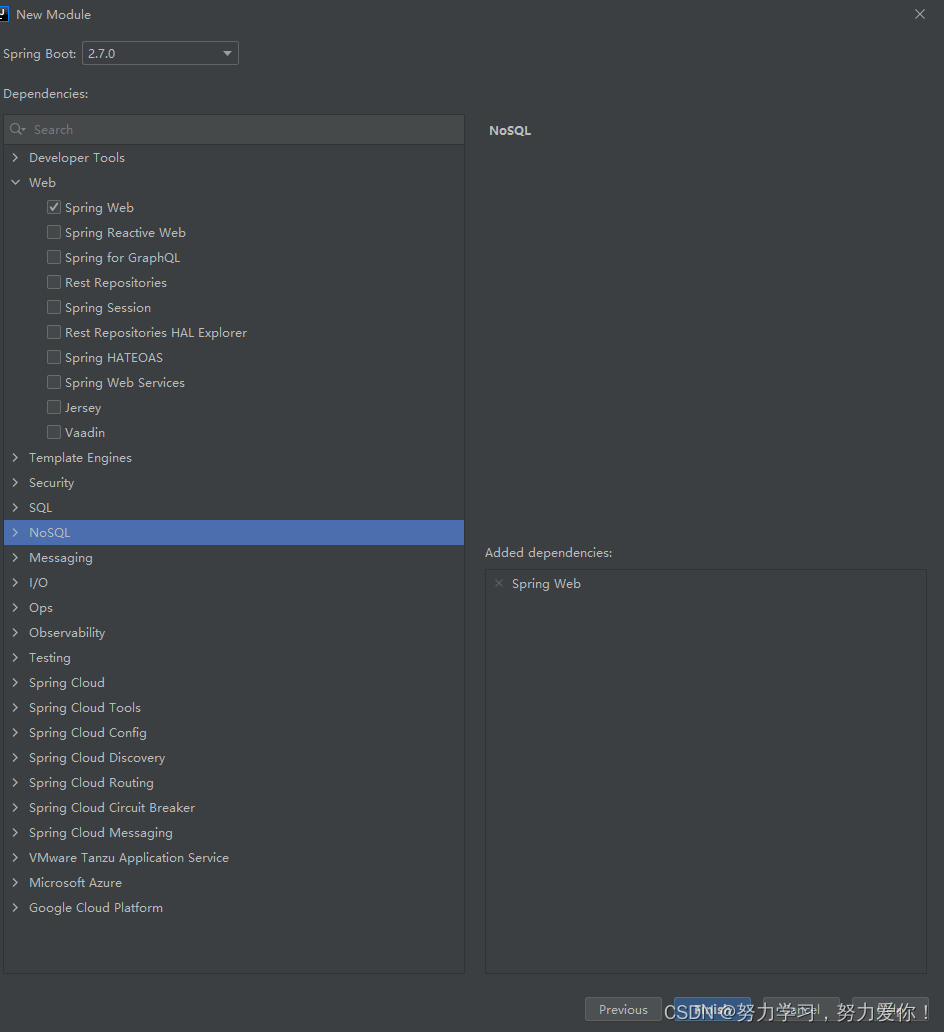 New Module
Spring Boot: 2.7.0
Dependencies:
Search
Developer Tools
Web
Spring Web
Spring Reactive Web
Spring for GraphQL
Rest Repositories
Spring Session
Rest Repositories HAL Explorer
Spring HATEOAS
Spring Web Services
Jersey
Vaadin
Template Engines
Security
SQL
NoSQL
Messaging
I/O
Ops
Observability
Testing
Spring Cloud
Spring Cloud Tools
Spring Cloud Config
Spring Cloud Discovery
Spring Cloud Routing
Spring Cloud Circuit Breaker
Spring Cloud Messaging
VMware Tanzu Application Service
Microsoft Azure
Google Cloud Platform
NoSQL
Added dependencies:
Spring Web
Previous
CSDN @努力学习，努力爱你！